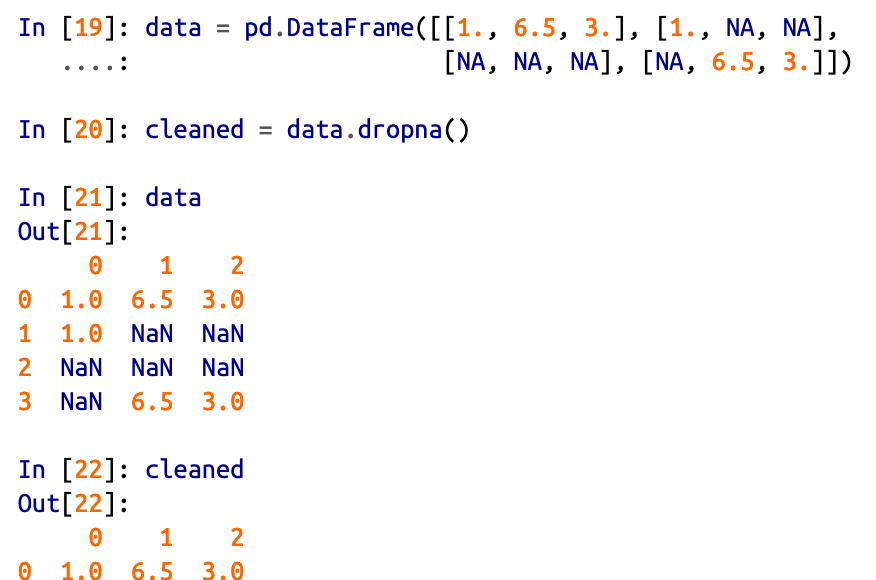 In [19]: data = pd.DataFrame([[1., 6.5, 3.], [1., NA, NA],
....: [NA, NA, NA], [NA, 6.5, 3.]])
In [20]: cleaned = data.dropna()
In [21]: data
Out[21]:
0 1 2
0 1.0 6.5 3.0
1 1.0 NaN NaN
2 NaN NaN NaN
3 NaN 6.5 3.0
In [22]: cleaned
Out[22]:
0 1 2
0 1.0 6.5 3.0